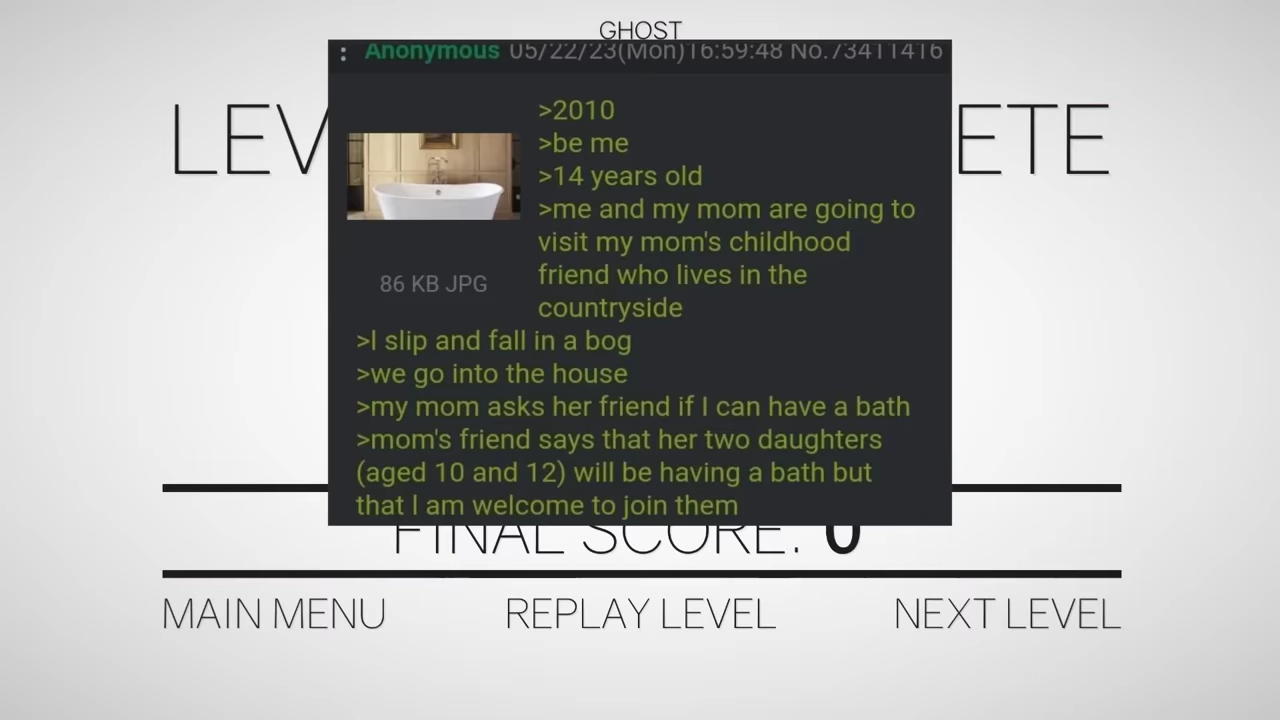 GHOST
Anonymous 05/22/23(Mon)16:59:48 No.73411416
LEV
ETE
>2010
>be me
>14 years old
>me and my mom are going to
visit my mom's childhood
friend who lives in the
countryside
86 KB JPG
>I slip and fall in a bog
>we go into the house
>my mom asks her friend if I can have a bath
>mom's friend says that her two daughters
(aged 10 and 12) will be having a bath but
that I am welcome to join them
FINAL SCORE: 0
MAIN MENU
REPLAY LEVEL
NEXT LEVEL